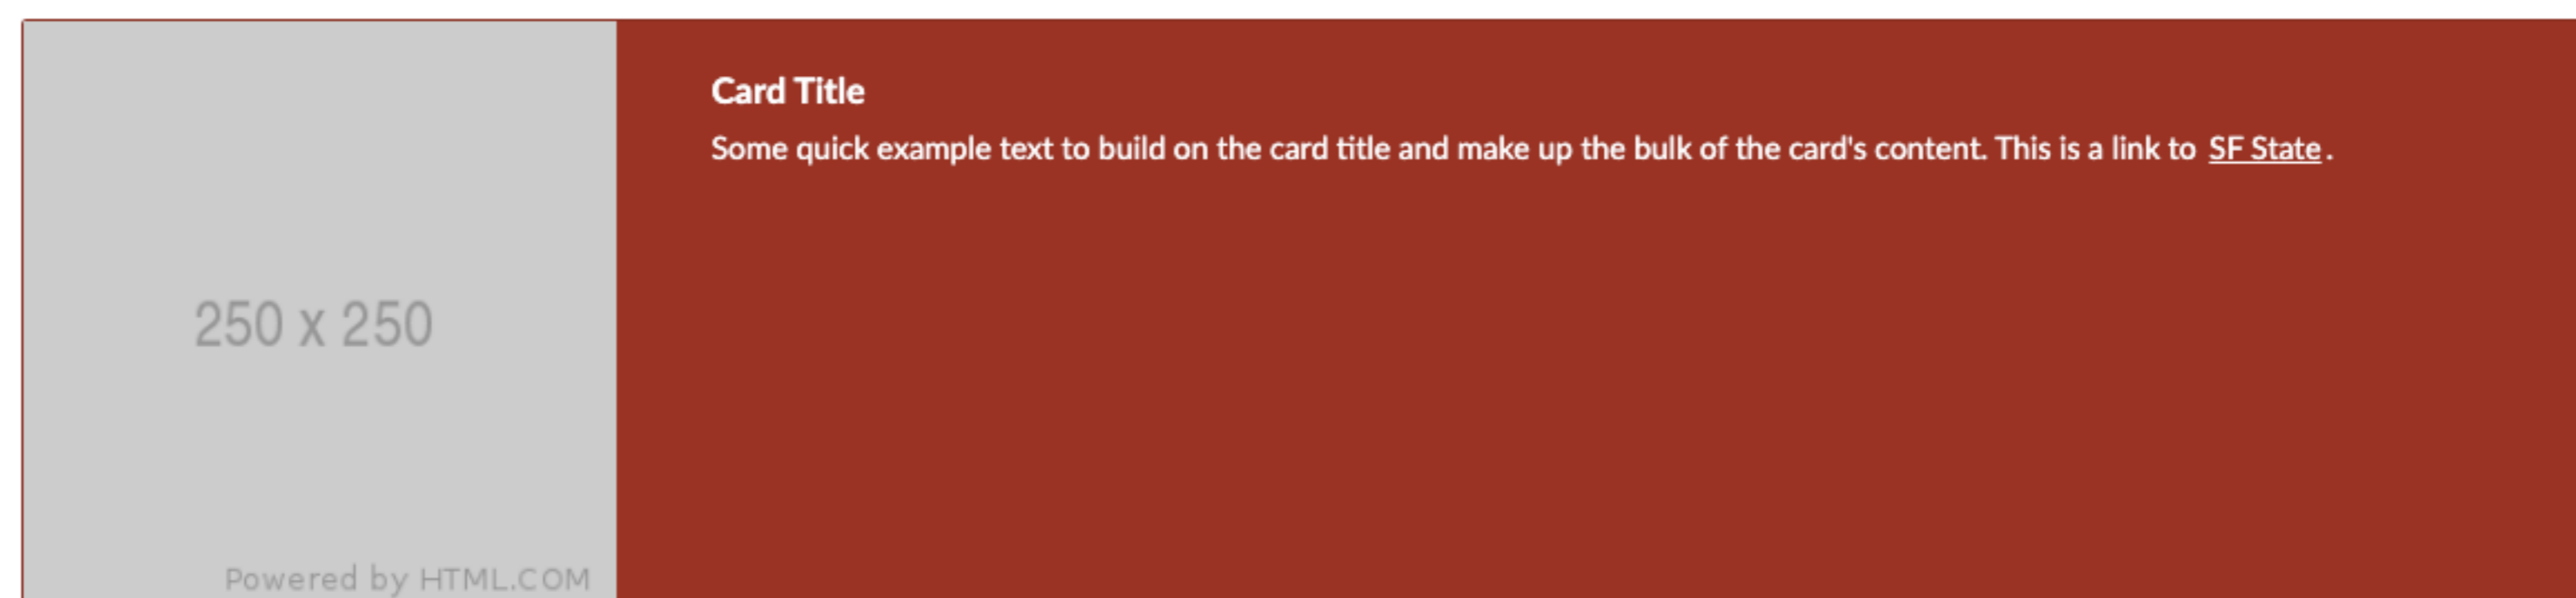 Card Title
Some quick example text to build on the card title and make up the bulk of the card's content. This is a link to SF State.
250 x 250
Powered by HTML.COM